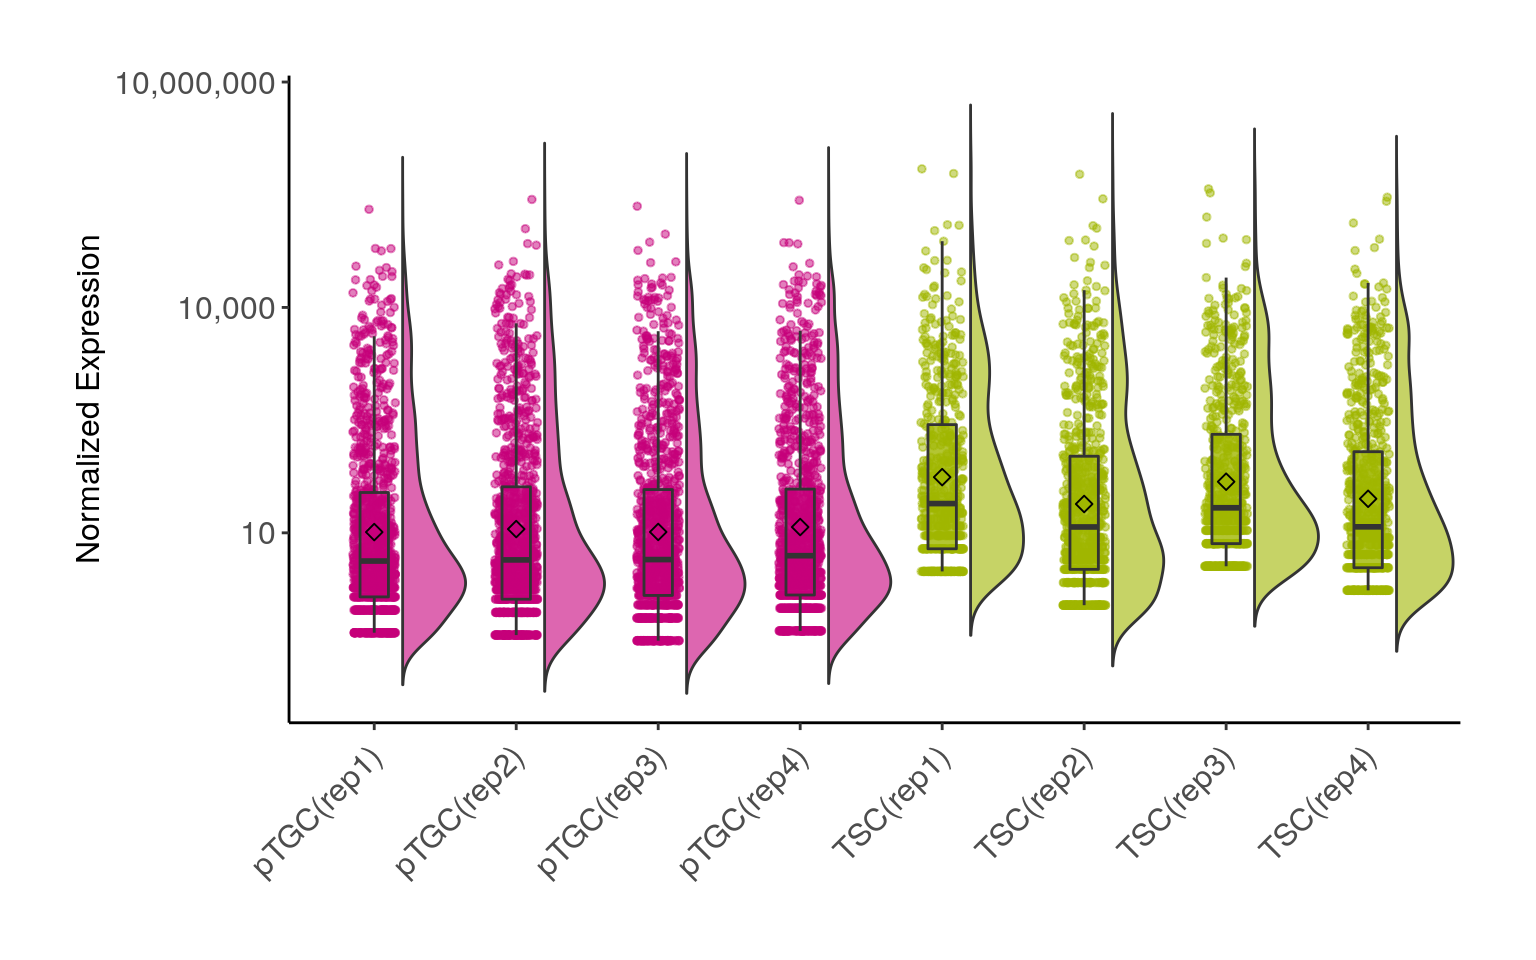 10,000,000
10,000
10
Normalized Expression
pTGC(rep1)
pTGC(rep2)
pTGC(rep3)
pTGC(rep4)
TSC(rep1)
TSC(rep2)
TSC(rep3)
TSC(rep4)